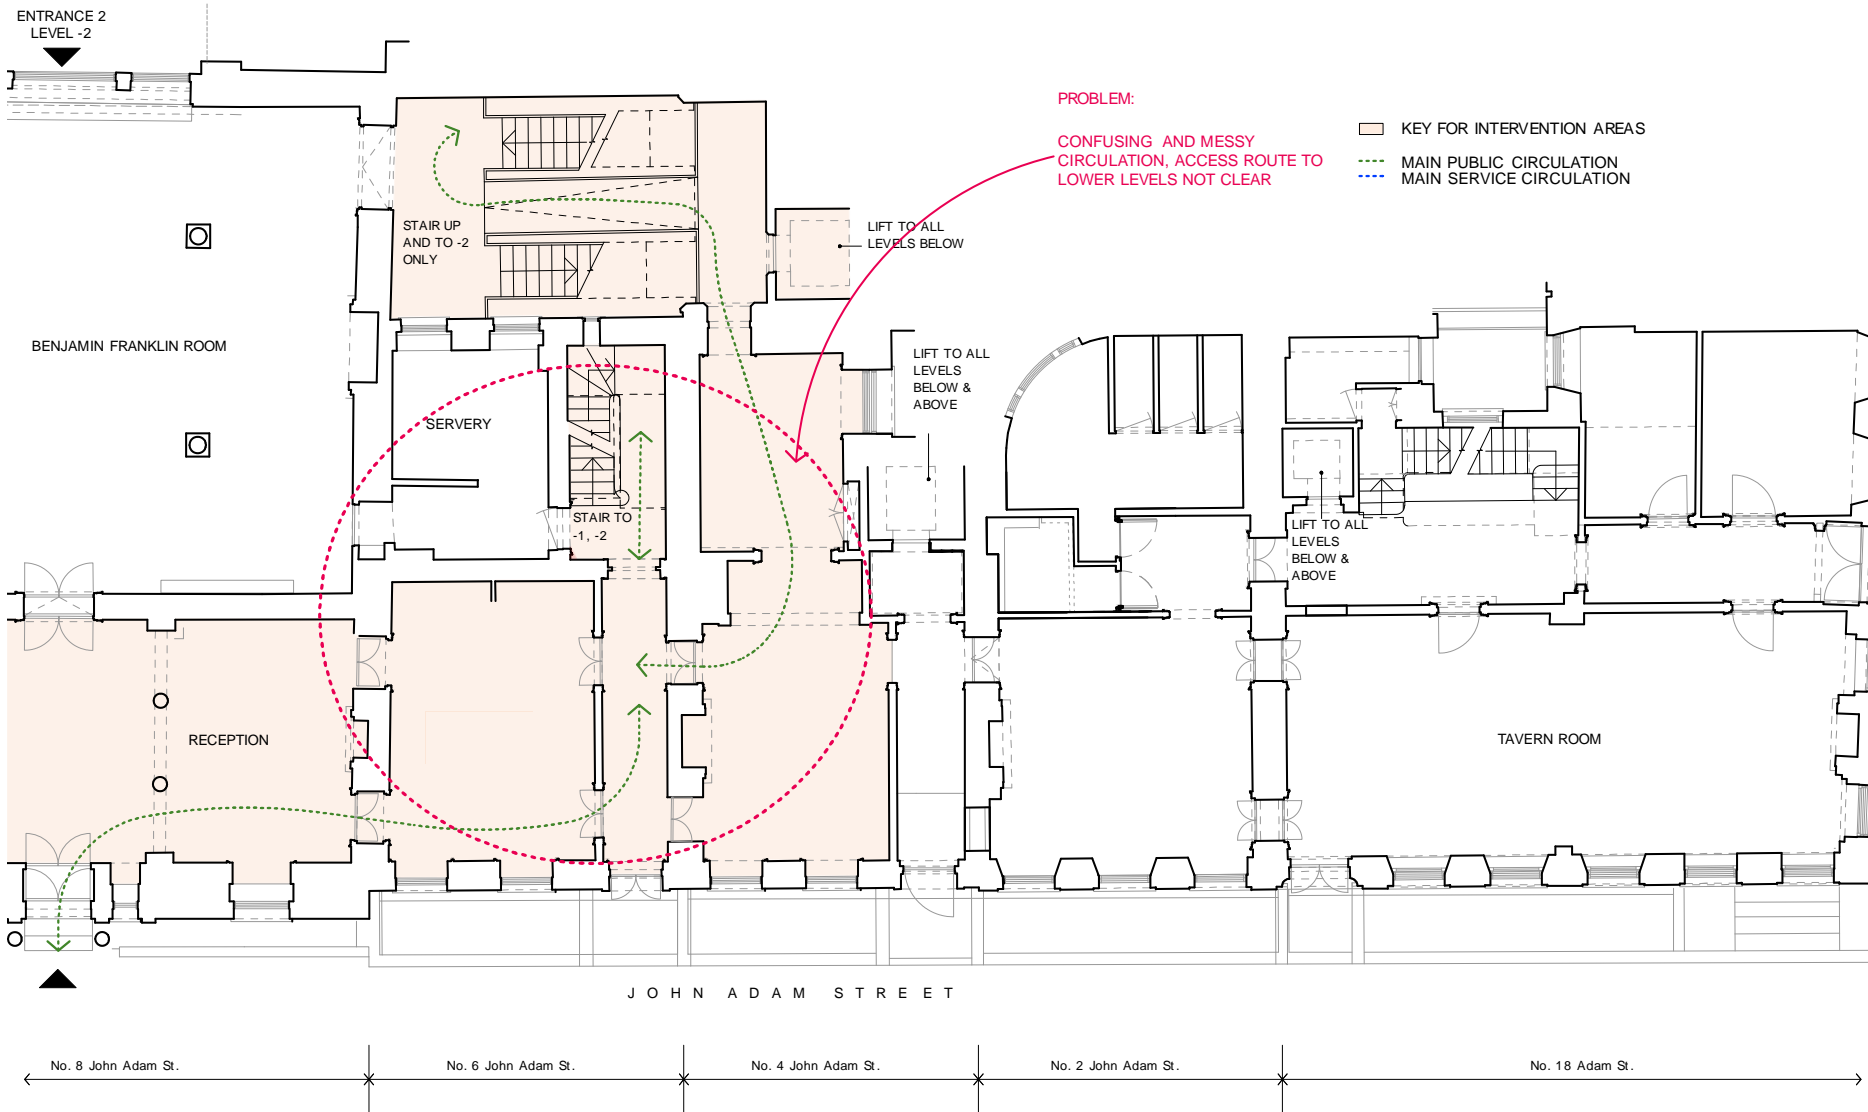 ENTRANCE 2
LEVEL -2
PROBLEM:
CONFUSING AND MESSY
CIRCULATION, ACCESS ROUTE TO
LOWER LEVELS NOT CLEAR
KEY FOR INTERVENTION AREAS
MAIN PUBLIC CIRCULATION
MAIN SERVICE CIRCULATION
STAIR UP
AND TO -2
ONLY
LIFT TO ALL
LEVELS BELOW
BENJAMIN FRANKLIN ROOM
LIFT TO ALL
LEVELS
BELOW &
ABOVE
SERVERY
STAIR TO
-1, -2
LIFT TO ALL
LEVELS
BELOW &
ABOVE
RECEPTION
TAVERN ROOM
JOHN ADAM STREET
No. 8 John Adam St.
No. 6 John Adam St.
No. 4 John Adam St.
No. 2 John Adam St.
No. 18 Adam St.